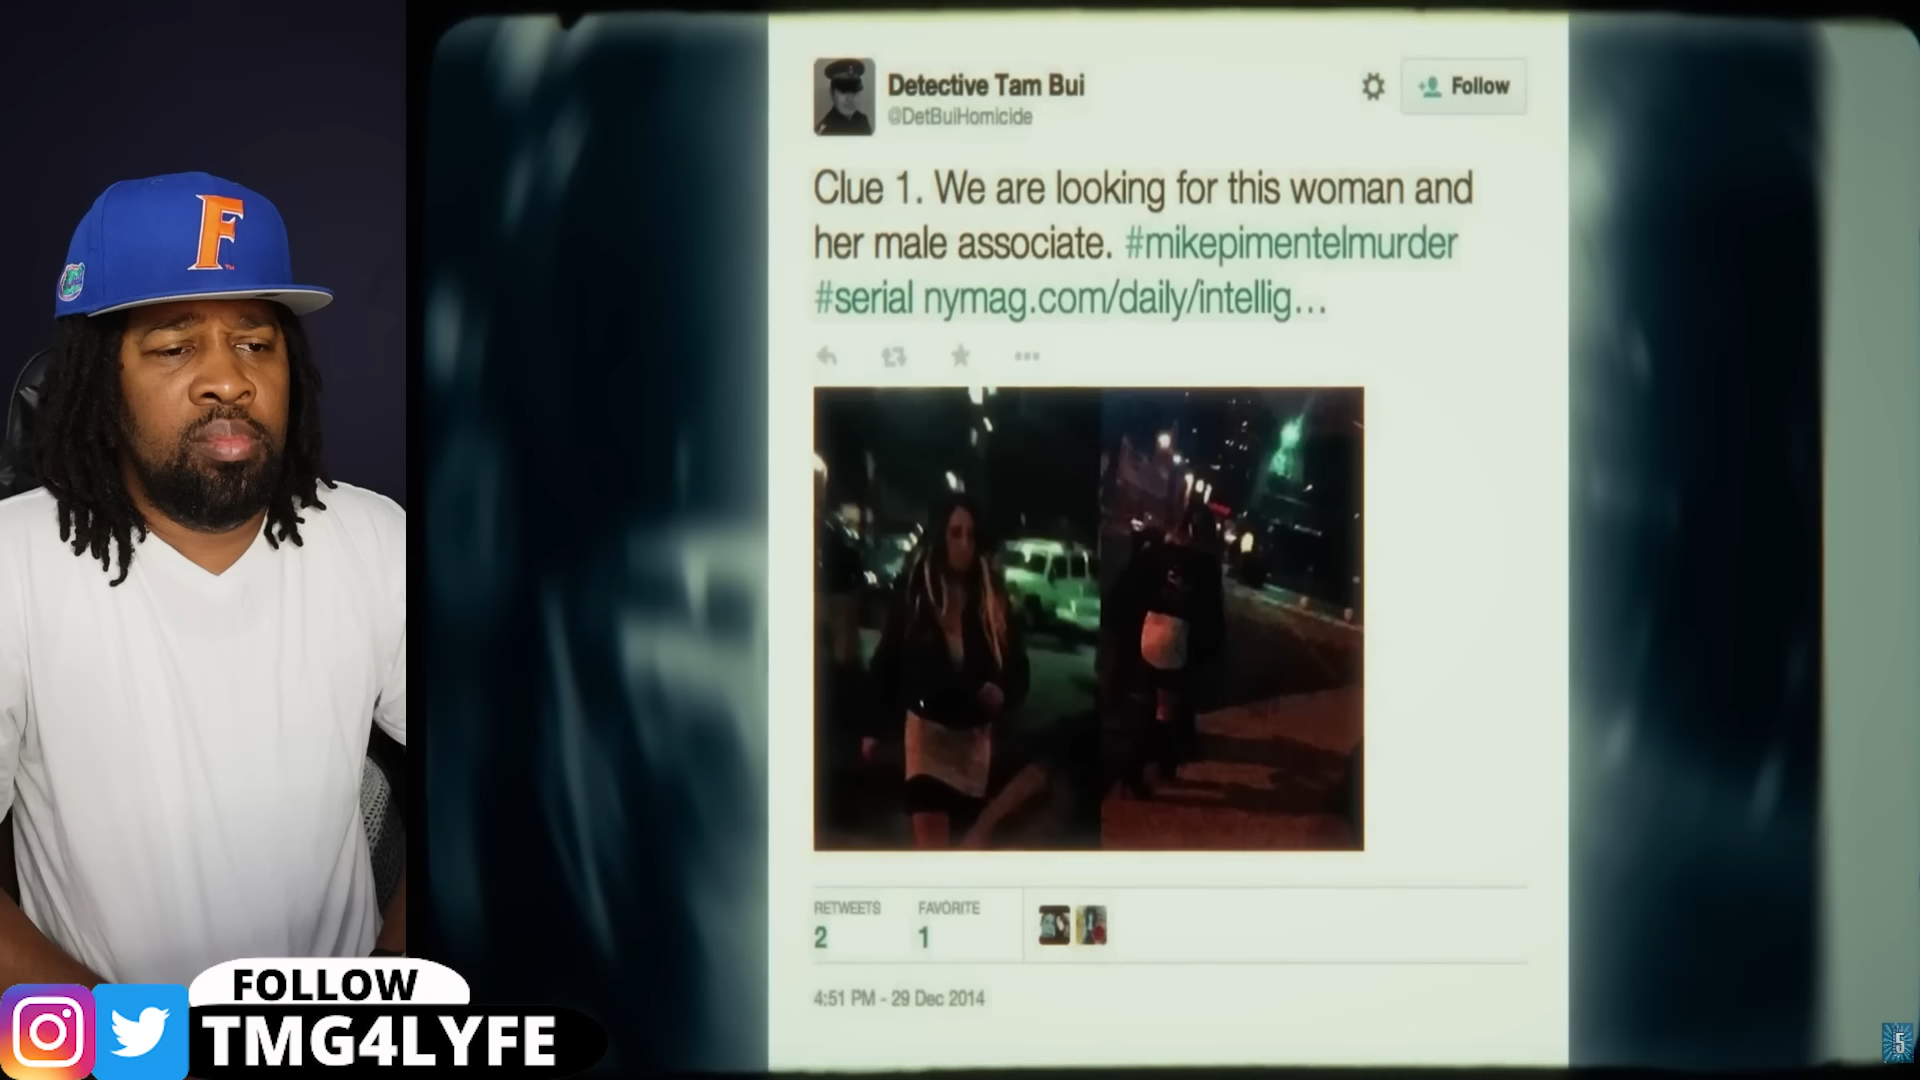 Detective Tam Bui
@DetBuiHomicide
Follow
Clue 1. We are looking for this woman and
her male associate. #mikepimentelmurder
#serial nymag.com/daily/intellig...
RETWEETS
2
FAVORITE
1
4:51 PM - 29 Dec 2014
F
FOLLOW
TMG4LYFE
5